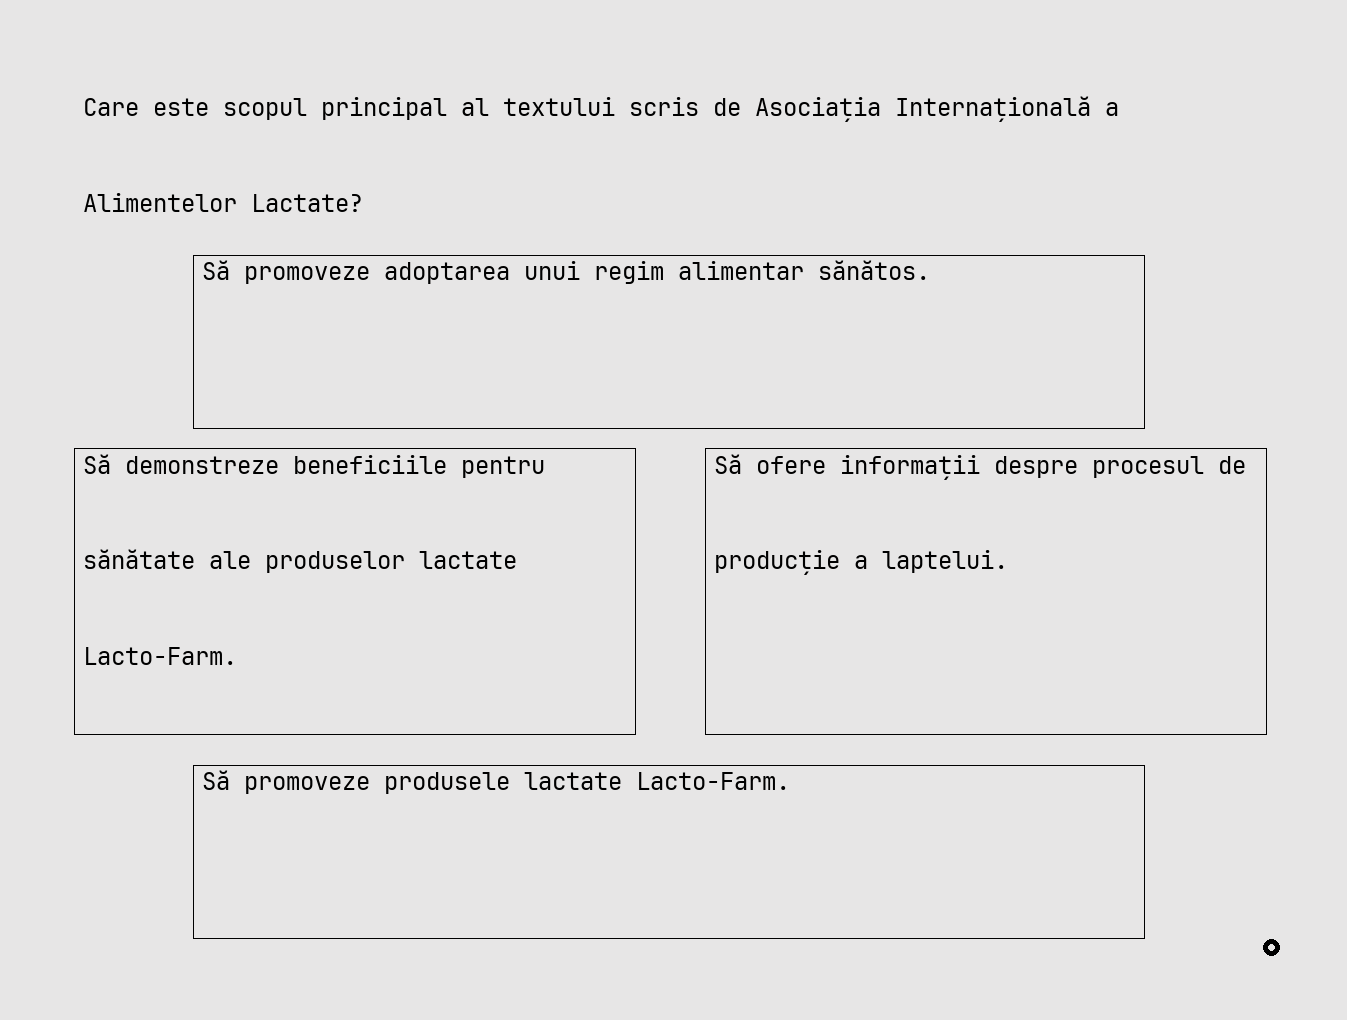 Care este scopul principal al textului scris de Asociația Internațională a
Alimentelor Lactate?
Să promoveze adoptarea unui regim alimentar sănătos.
Să demonstreze beneficiile pentru
sănătate ale produselor lactate
Lacto-Farm.
Să ofere informații despre procesul de
producție a laptelui.
Să promoveze produsele lactate Lacto-Farm.